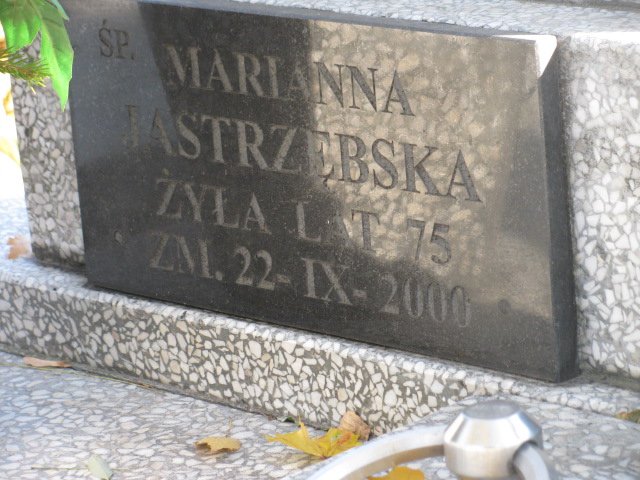 ŚP. MARIANNA
JASTRZĘBSKA
ŻYŁA LAT 75
ZM. 22-IX-2000